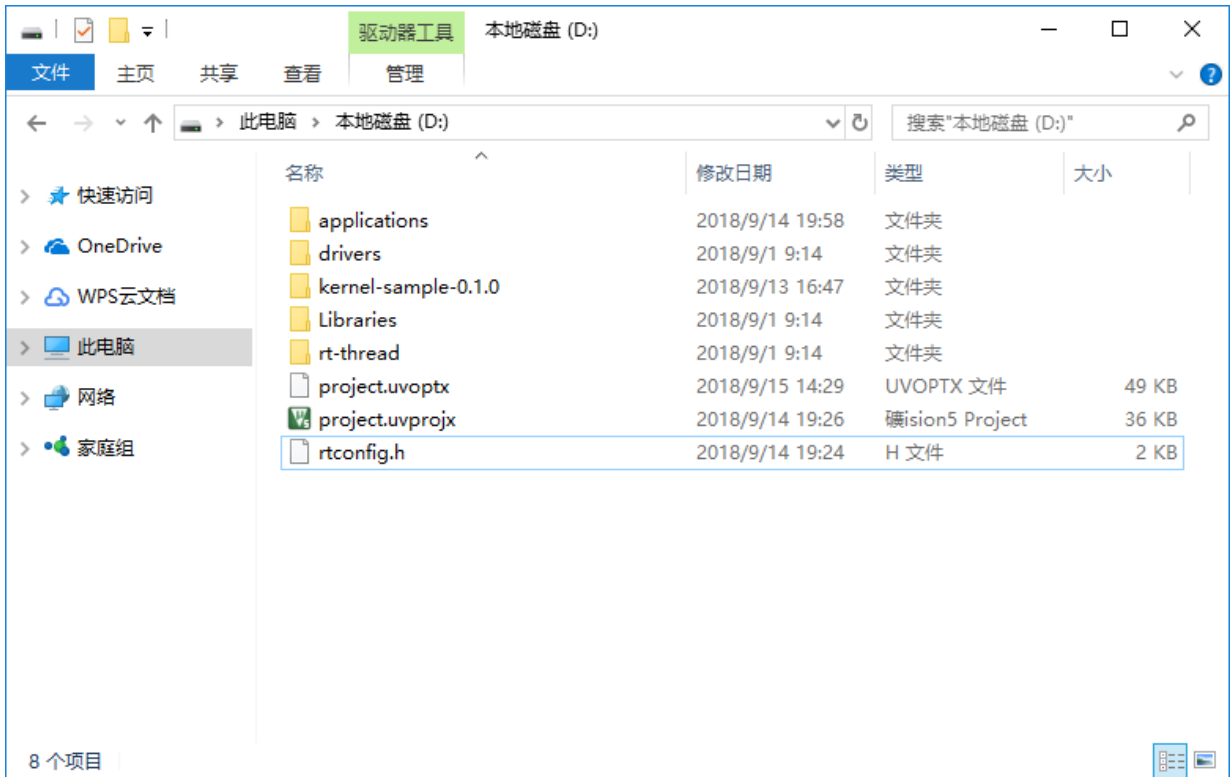 驱动器工具 本地磁盘 (D:)
文件 主页 共享 查看 管理
此电脑 本地磁盘 (D:) 搜索"本地磁盘 (D:)"
名称 修改日期 类型 大小
快速访问
OneDrive
WPS云文档
此电脑
网络
家庭组
applications 2018/9/14 19:58 文件夹
drivers 2018/9/1 9:14 文件夹
kernel-sample-0.1.0 2018/9/13 16:47 文件夹
Libraries 2018/9/1 9:14 文件夹
rt-thread 2018/9/1 9:14 文件夹
project.uvoptx 2018/9/15 14:29 UVOPTX 文件 49 KB
project.uvprojx 2018/9/14 19:26 礦ision5 Project 36 KB
rtconfig.h 2018/9/14 19:24 H 文件 2 KB
8 个项目